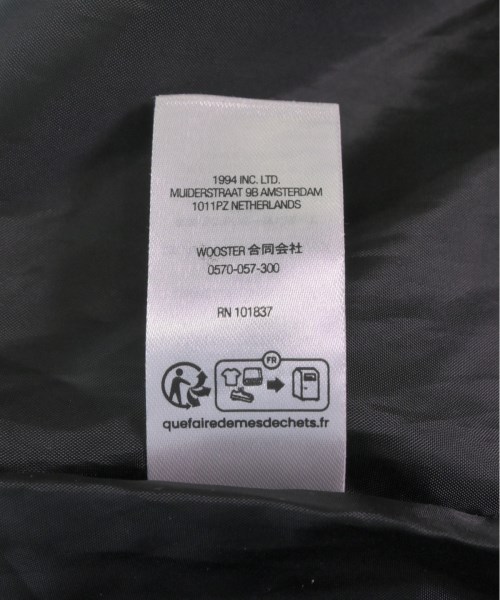 1994 INC. LTD.
MUIDERSTRAAT 9B AMSTERDAM
1011PZ NETHERLANDS
WOOSTER 合同会社
0570-057-300
RN 101837
FR
quefairedemesdechets.fr